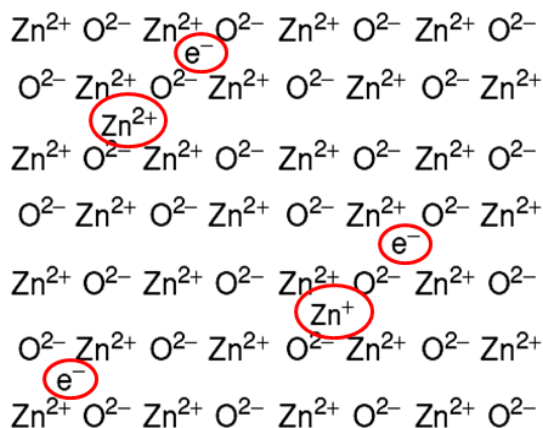 Zn²⁺ O²⁻ Zn²⁺ O²⁻ Zn²⁺ O²⁻ Zn²⁺ O²⁻
e⁻
O²⁻ Zn²⁺ O²⁻ Zn²⁺ O²⁻ Zn²⁺ O²⁻ Zn²⁺
Zn²⁺
Zn²⁺ O²⁻ Zn²⁺ O²⁻ Zn²⁺ O²⁻ Zn²⁺ O²⁻
O²⁻ Zn²⁺ O²⁻ Zn²⁺ O²⁻ Zn²⁺ O²⁻ Zn²⁺
e⁻
Zn²⁺ O²⁻ Zn²⁺ O²⁻ Zn²⁺ O²⁻ Zn²⁺ O²⁻
Zn⁺
O²⁻ Zn²⁺ O²⁻ Zn²⁺ O²⁻ Zn²⁺ O²⁻ Zn²⁺
e⁻
Zn²⁺ O²⁻ Zn²⁺ O²⁻ Zn²⁺ O²⁻ Zn²⁺ O²⁻